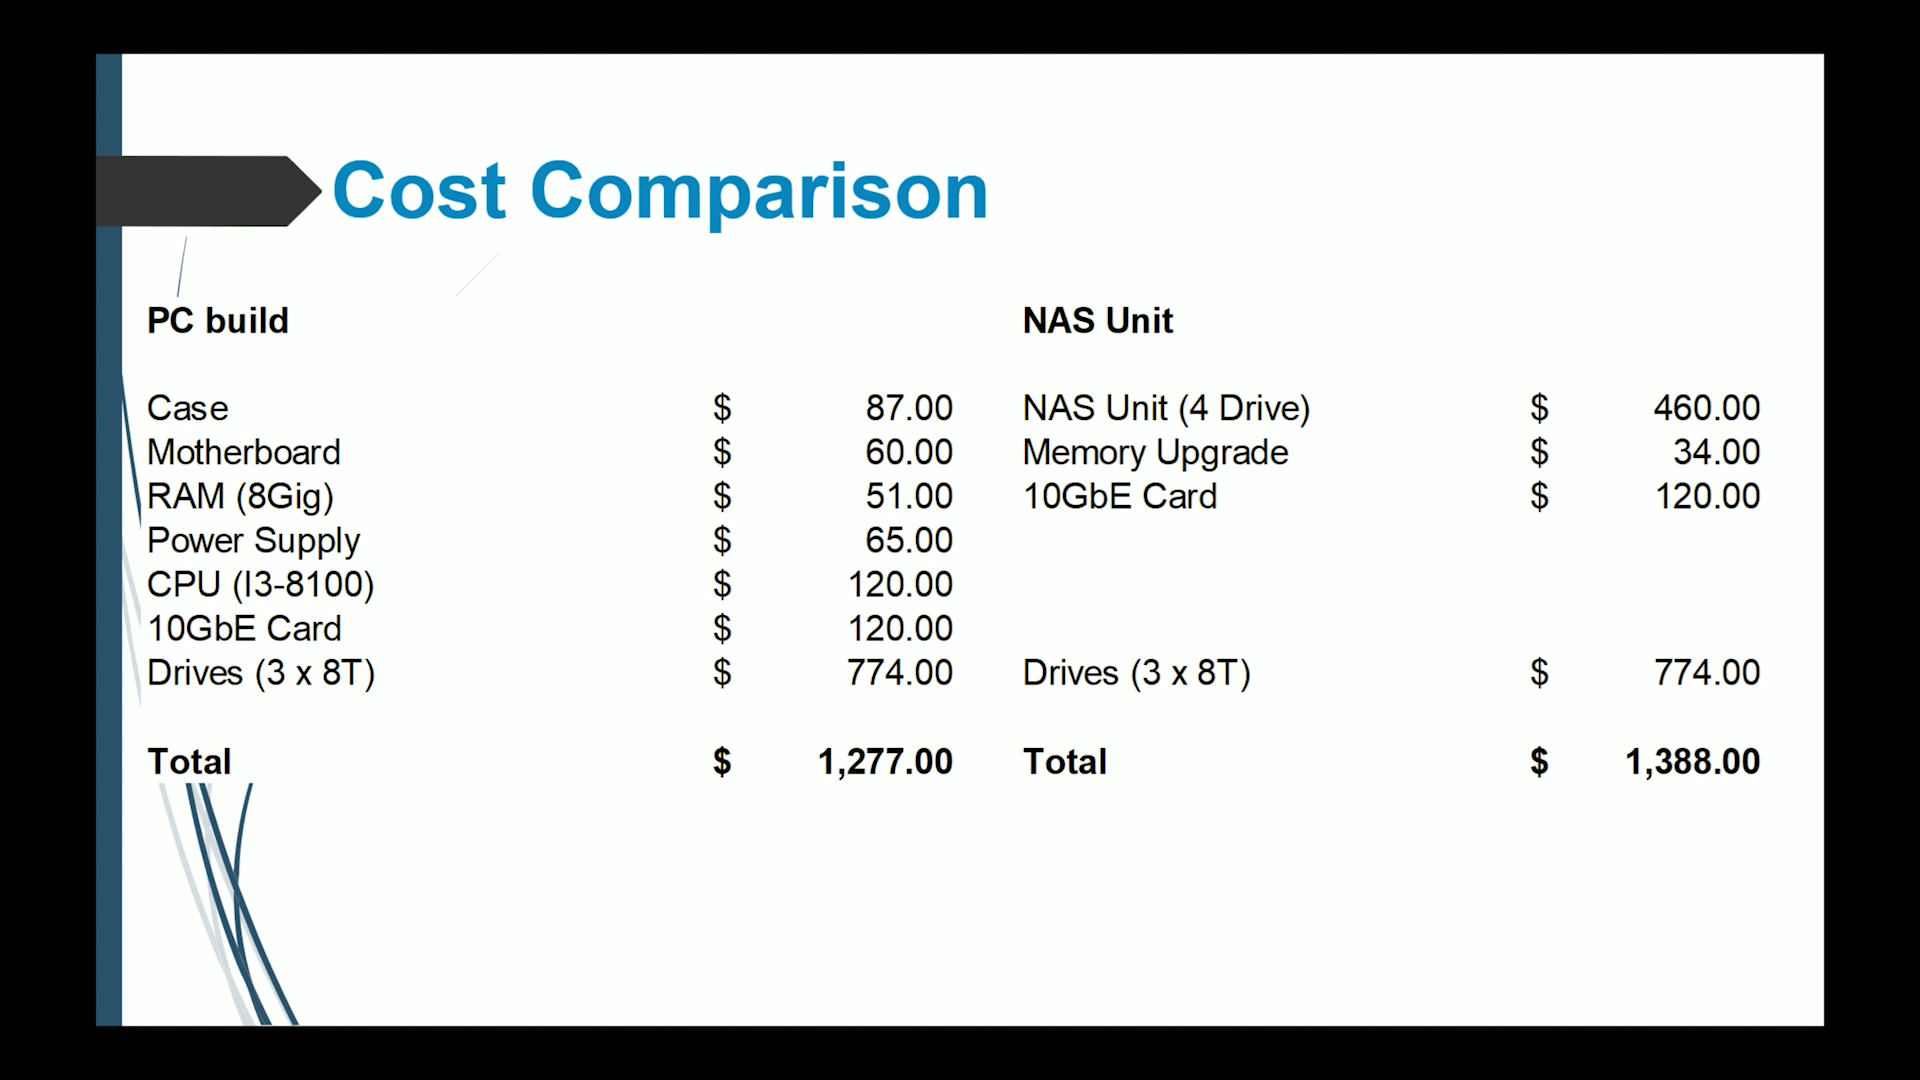 Cost Comparison
PC build
Case $ 87.00
Motherboard $ 60.00
RAM (8Gig) $ 51.00
Power Supply $ 65.00
CPU (I3-8100) $ 120.00
10GbE Card $ 120.00
Drives (3 x 8T) $ 774.00
Total $ 1,277.00
NAS Unit
NAS Unit (4 Drive) $ 460.00
Memory Upgrade $ 34.00
10GbE Card $ 120.00
Drives (3 x 8T) $ 774.00
Total $ 1,388.00